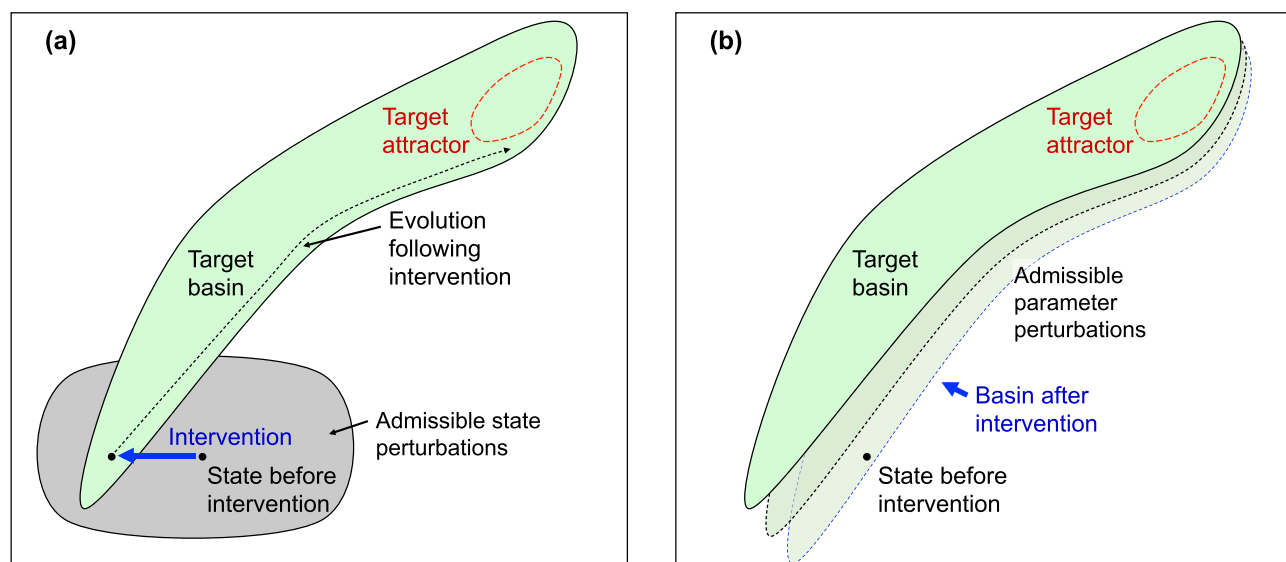 (a)
Target
attractor
Evolution
following
intervention
Target
basin
Admissible state
perturbations
Intervention
State before
intervention
(b)
Target
attractor
Target
basin
Admissible
parameter
perturbations
Basin after
intervention
State before
intervention